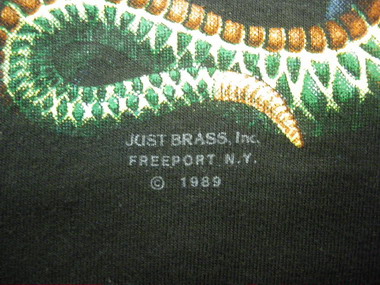 JUST BRASS, Inc.
FREEPORT N.Y.
© 1989